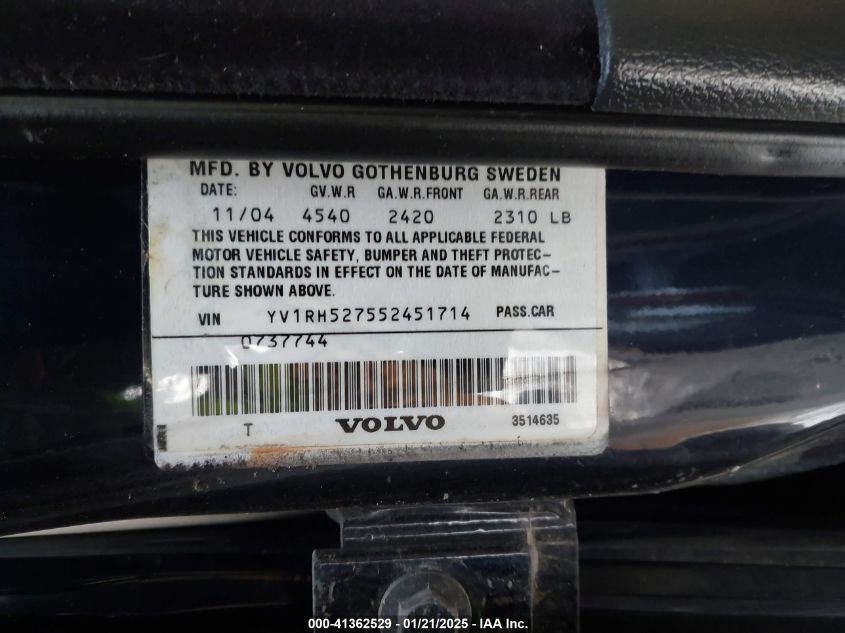 MFD. BY VOLVO GOTHENBURG SWEDEN
DATE: GV.W.R GA.W.R.FRONT GA.W.R.REAR
11/04 4540 2420 2310 LB
THIS VEHICLE CONFORMS TO ALL APPLICABLE FEDERAL
MOTOR VEHICLE SAFETY, BUMPER AND THEFT PROTEC-
TION STANDARDS IN EFFECT ON THE DATE OF MANUFAC-
TURE SHOWN ABOVE.
VIN YV1RH527552451714 PASS.CAR
0737744
T VOLVO 3514635
000-41362529 - 01/21/2025 - IAA Inc.